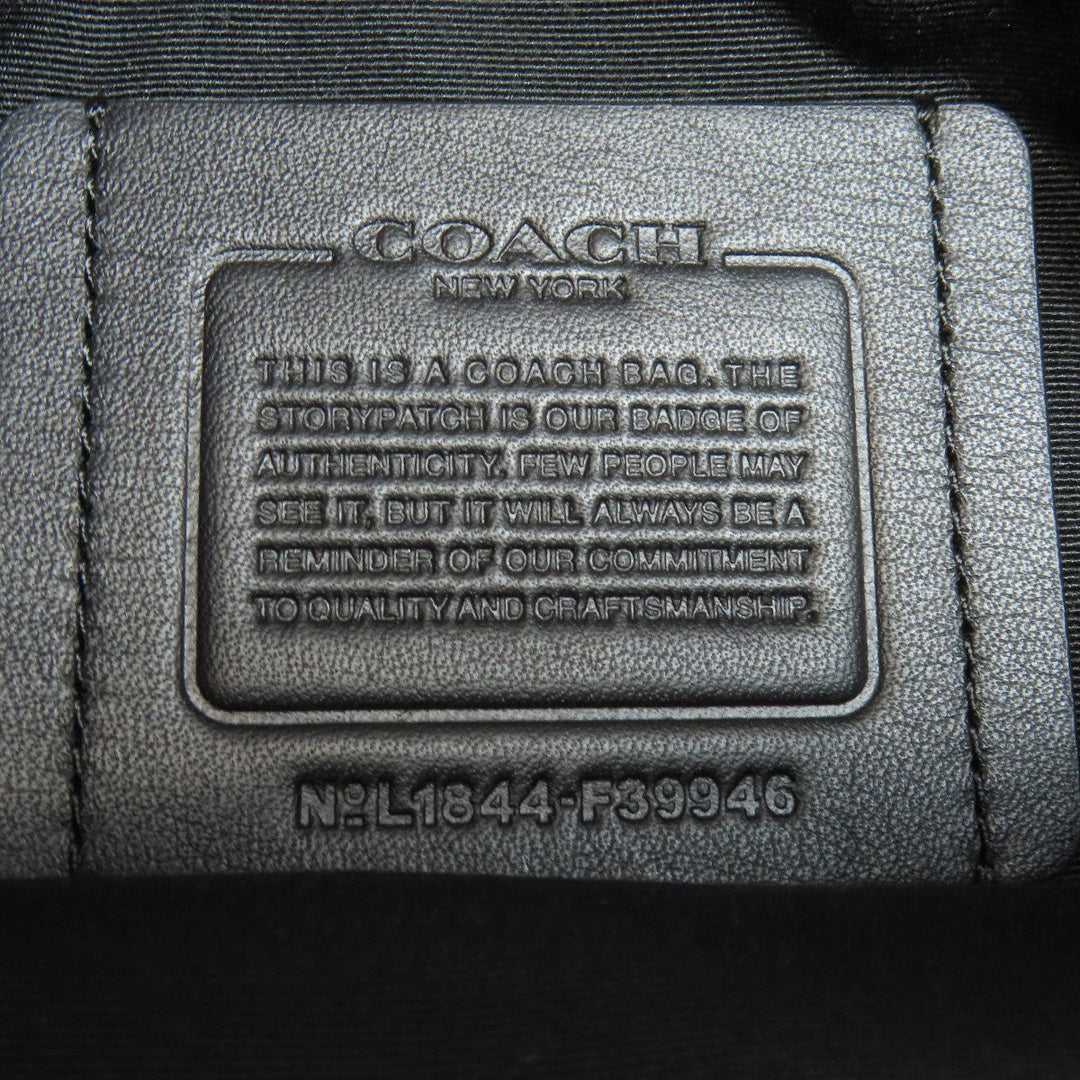 COACH
NEW YORK
THIS IS A COACH BAG. THE
STORYPATCH IS OUR BADGE OF
AUTHENTICITY. FEW PEOPLE MAY
SEE IT, BUT IT WILL ALWAYS BE A
REMINDER OF OUR COMMITMENT
TO QUALITY AND CRAFTSMANSHIP.
Nº L1844-F39946